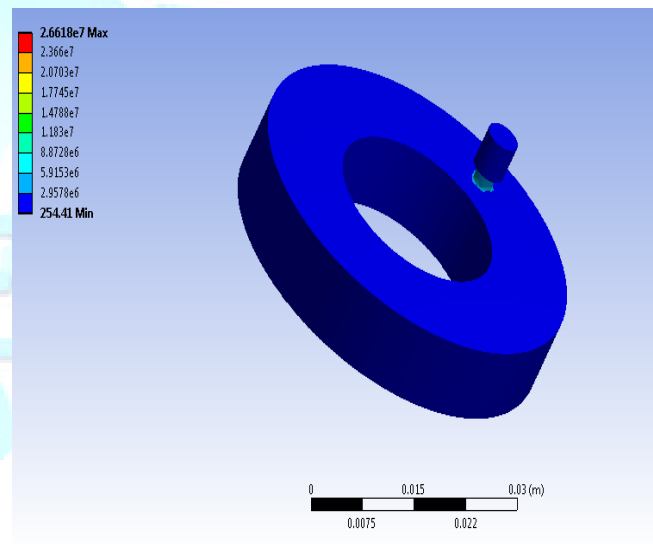 2.6618e7 Max
2.366e7
2.0703e7
1.7745e7
1.4788e7
1.183e7
8.8728e6
5.9153e6
2.9578e6
254.41 Min
0 0.015 0.03 (m)
0.0075 0.022